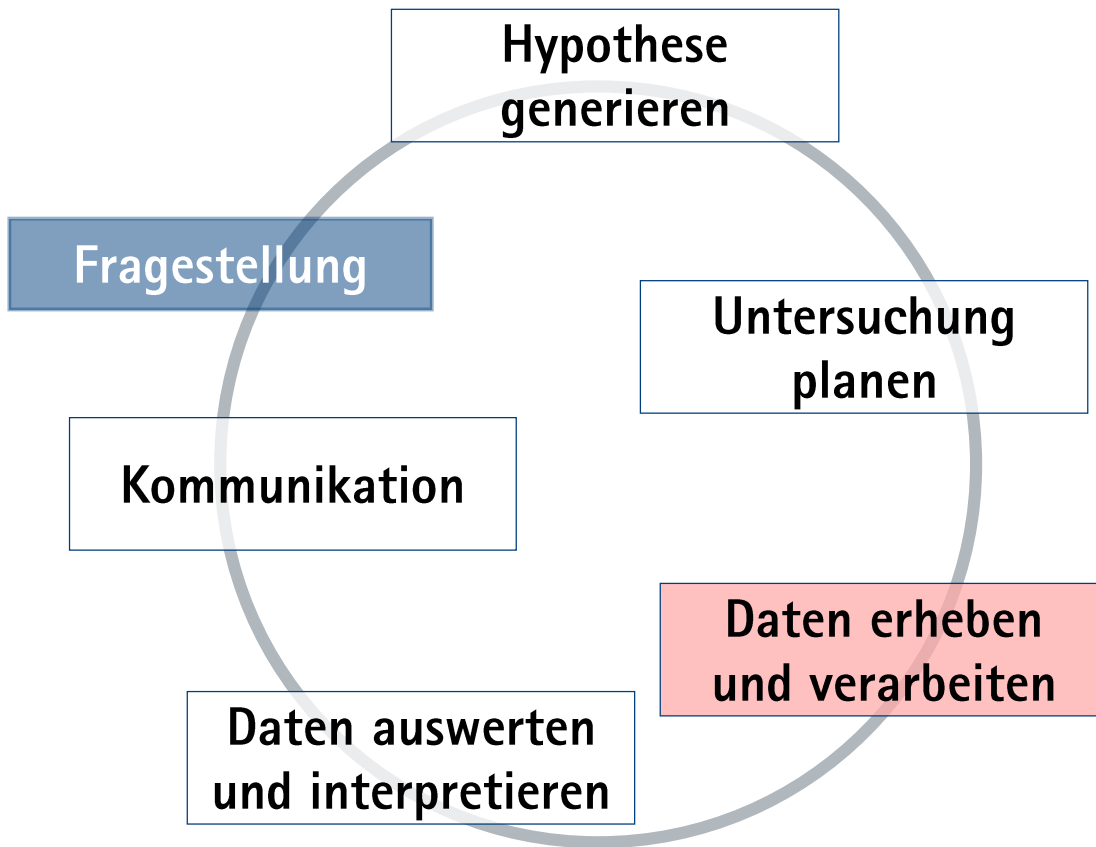 Hypothese
generieren
Fragestellung
Untersuchung
planen
Kommunikation
Daten erheben
und verarbeiten
Daten auswerten
und interpretieren